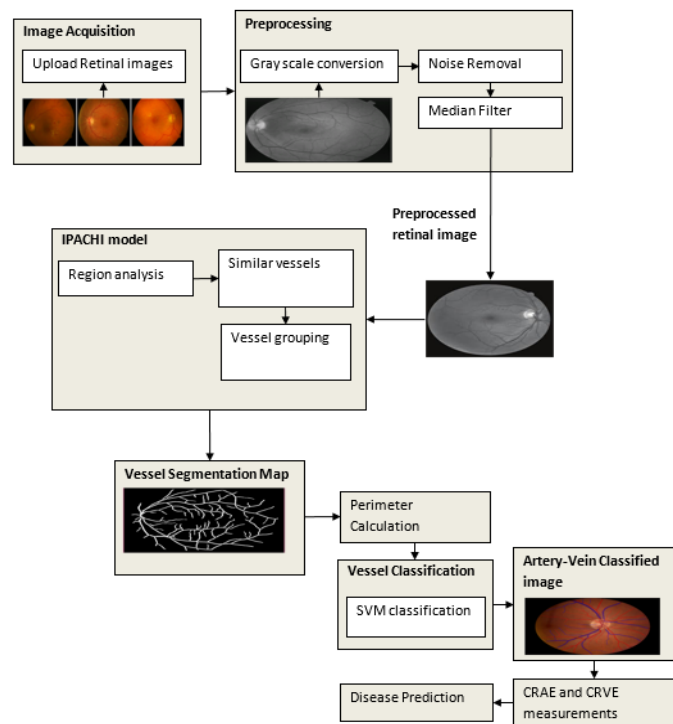 Image Acquisition
Upload Retinal images
Preprocessing
Gray scale conversion
Noise Removal
Median Filter
Preprocessed
retinal image
IPACHI model
Region analysis
Similar vessels
Vessel grouping
Vessel Segmentation Map
Perimeter
Calculation
Vessel Classification
SVM classification
Artery-Vein Classified
image
CRAE and CRVE
measurements
Disease Prediction